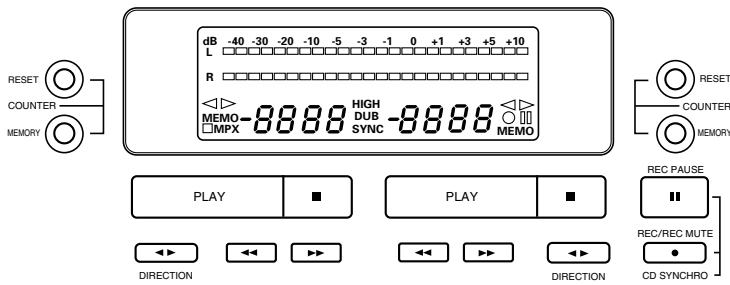 dB -40 -30 -20 -10 -5 -3 -1 0 +1 +3 +5 +10
L
R
RESET
COUNTER
MEMORY
MEMO
MPX
-8888
HIGH
DUB
SYNC
-8888
MEMO
RESET
COUNTER
MEMORY
PLAY
PLAY
REC PAUSE
REC/REC MUTE
DIRECTION
DIRECTION
CD SYNCHRO